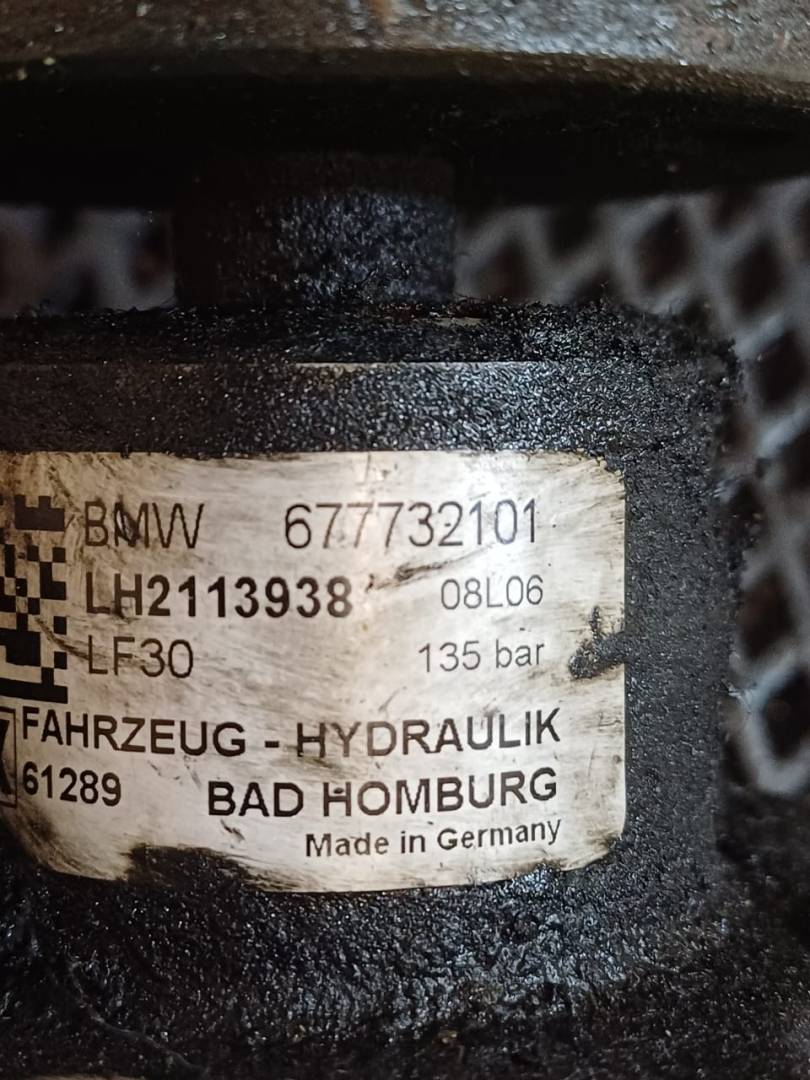 BMW 677732101
LH2113938 08L06
LF30 135 bar
FAHRZEUG - HYDRAULIK
61289 BAD HOMBURG
Made in Germany